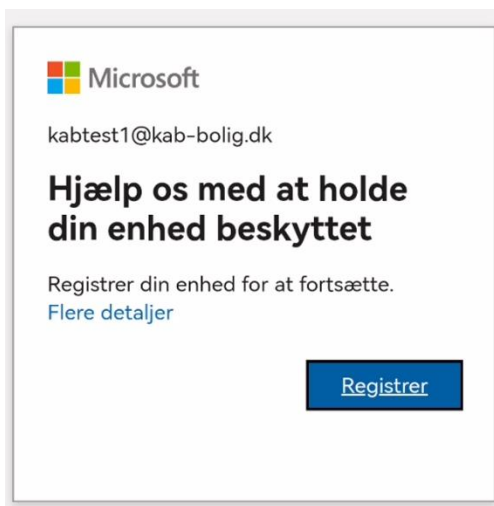 Microsoft
kabtest1@kab-bolig.dk
Hjælp os med at holde
din enhed beskyttet
Registrer din enhed for at fortsætte.
Flere detaljer
Registrer